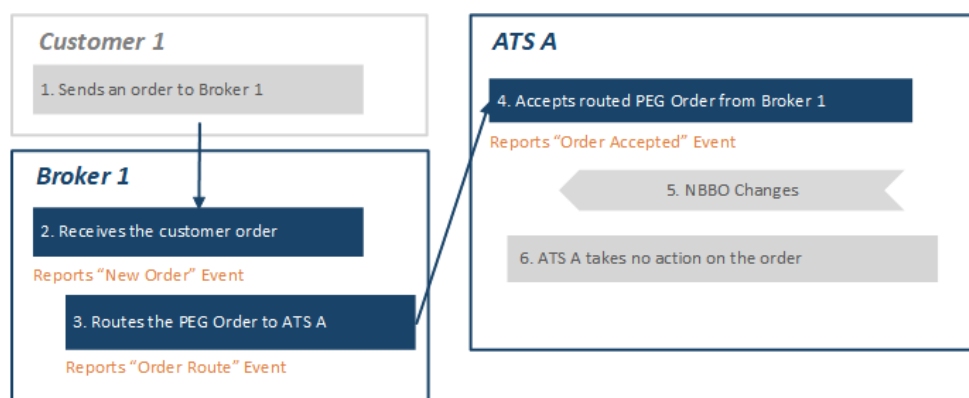 Customer 1
1. Sends an order to Broker 1
Broker 1
2. Receives the customer order
Reports “New Order” Event
3. Routes the PEG Order to ATS A
Reports “Order Route” Event
ATS A
4. Accepts routed PEG Order from Broker 1
Reports “Order Accepted” Event
5. NBBO Changes
6. ATS A takes no action on the order